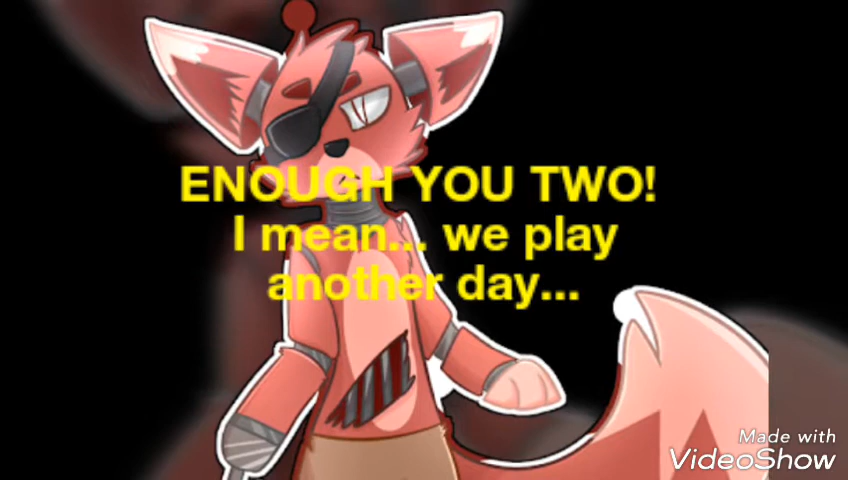 ENOUGH YOU TWO!
I mean... we play
another day...
Made with
VideoShow